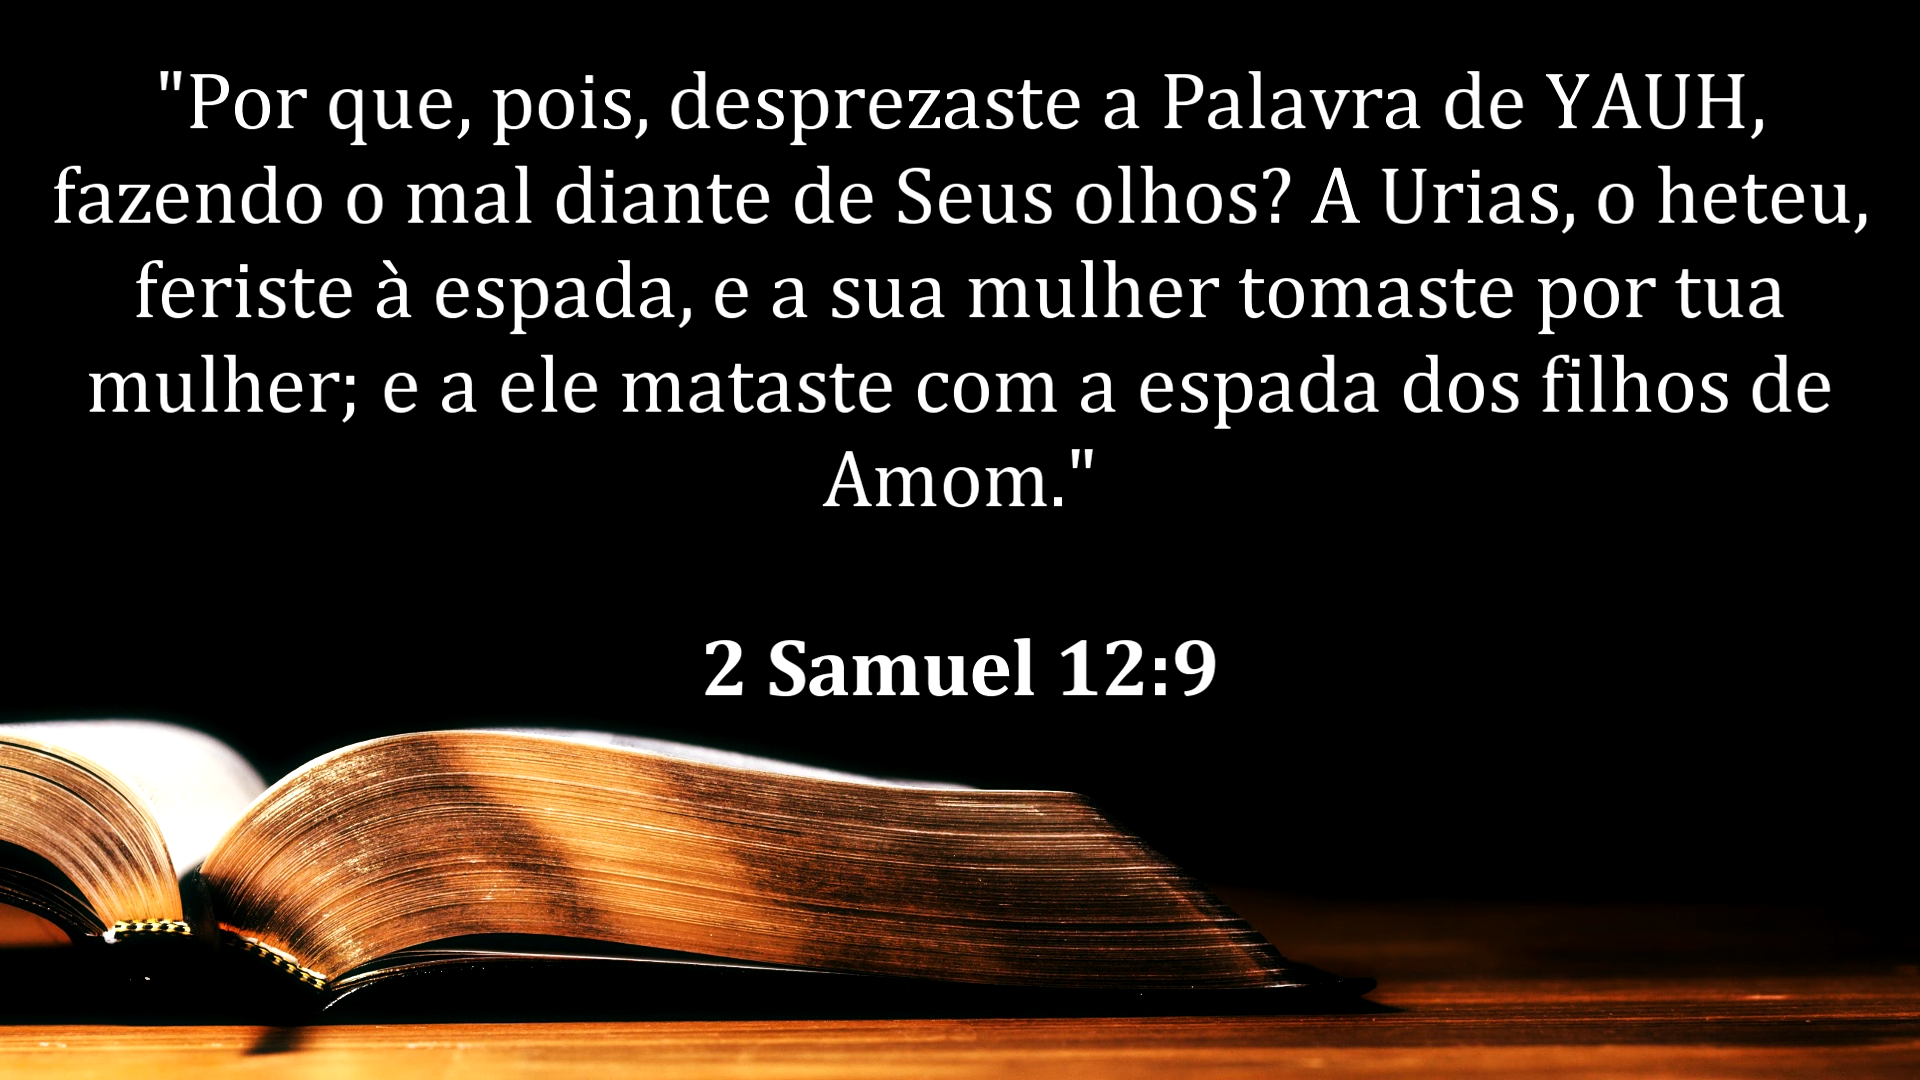 "Por que, pois, desprezaste a Palavra de YAUH,
fazendo o mal diante de Seus olhos? A Urias, o heteu,
feriste à espada, e a sua mulher tomaste por tua
mulher; e a ele mataste com a espada dos filhos de
Amom."
2 Samuel 12:9